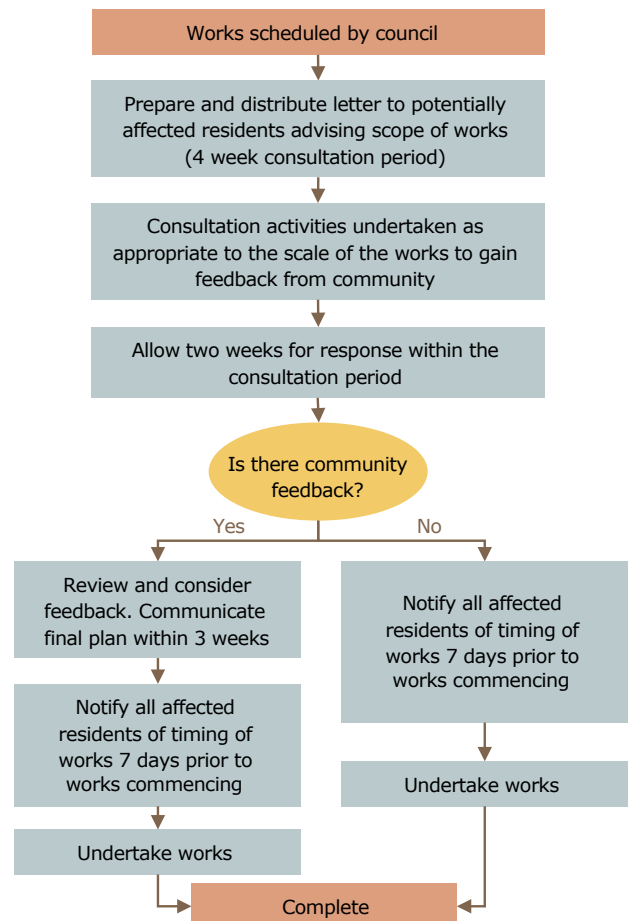 Works scheduled by council
Prepare and distribute letter to potentially
affected residents advising scope of works
(4 week consultation period)
Consultation activities undertaken as
appropriate to the scale of the works to gain
feedback from community
Allow two weeks for response within the
consultation period
Is there community
feedback?
Yes
No
Review and consider
feedback. Communicate
final plan within 3 weeks
Notify all affected
residents of timing of
works 7 days prior to
works commencing
Undertake works
Notify all affected
residents of timing of
works 7 days prior to
works commencing
Undertake works
Complete